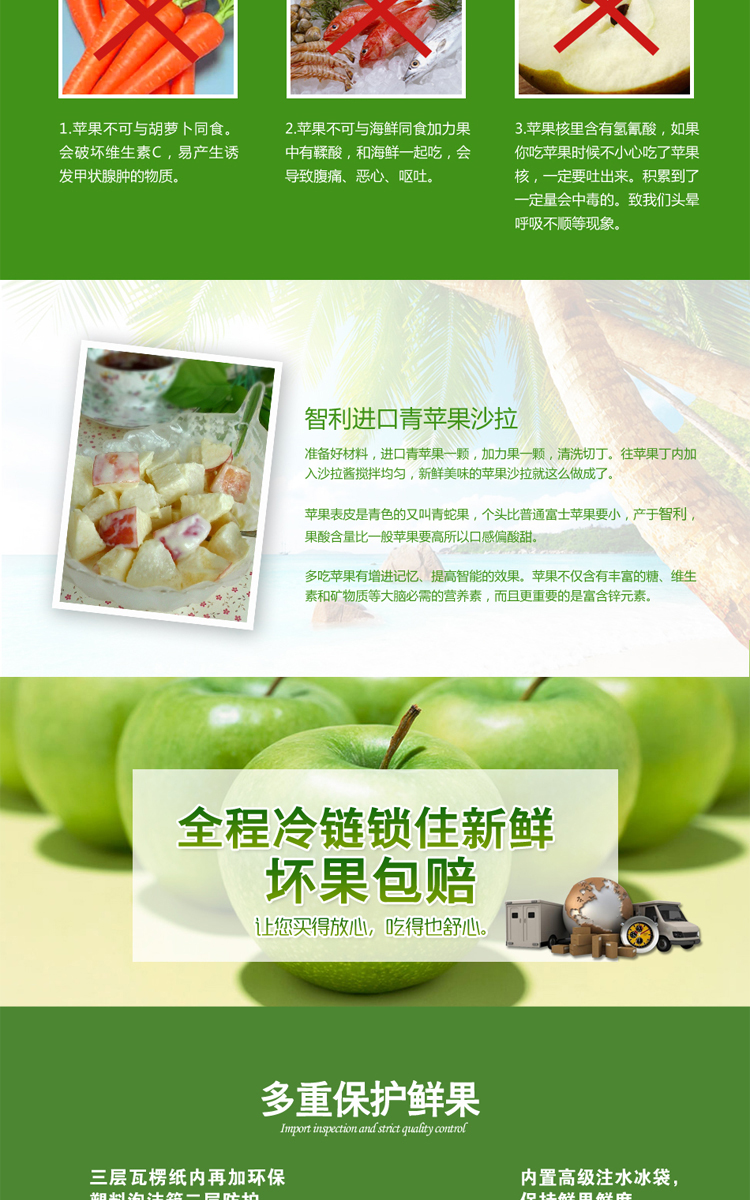 1.苹果不可与胡萝卜同食。
会破坏维生素C，易产生诱
发甲状腺肿的物质。
2.苹果不可与海鲜同食加力果
中有鞣酸，和海鲜一起吃，会
导致腹痛、恶心、呕吐。
3.苹果核里含有氢氰酸，如果
你吃苹果时候不小心吃了苹果
核，一定要吐出来。积累到了
一定量会中毒的。致我们头晕
呼吸不顺等现象。
智利进口青苹果沙拉
准备好材料，进口青苹果一颗，加力果一颗，清洗切丁。往苹果丁内加
入沙拉酱搅拌均匀，新鲜美味的苹果沙拉就这么做成了。
苹果表皮是青色的又叫青蛇果，个头比普通富士苹果要小，产于智利，
果酸含量比一般苹果要高所以口感偏酸甜。
多吃苹果有增进记忆、提高智能的效果。苹果不仅含有丰富的糖、维生
素和矿物质等大脑必需的营养素，而且更重要的是富含锌元素。
全程冷链锁住新鲜
坏果包赔
让您买得放心，吃得也舒心。
多重保护鲜果
Import inspection and strict quality control
三层瓦楞纸内再加环保
塑料泡沫箱二层防护
内置高级注水冰袋，
保持鲜果鲜度